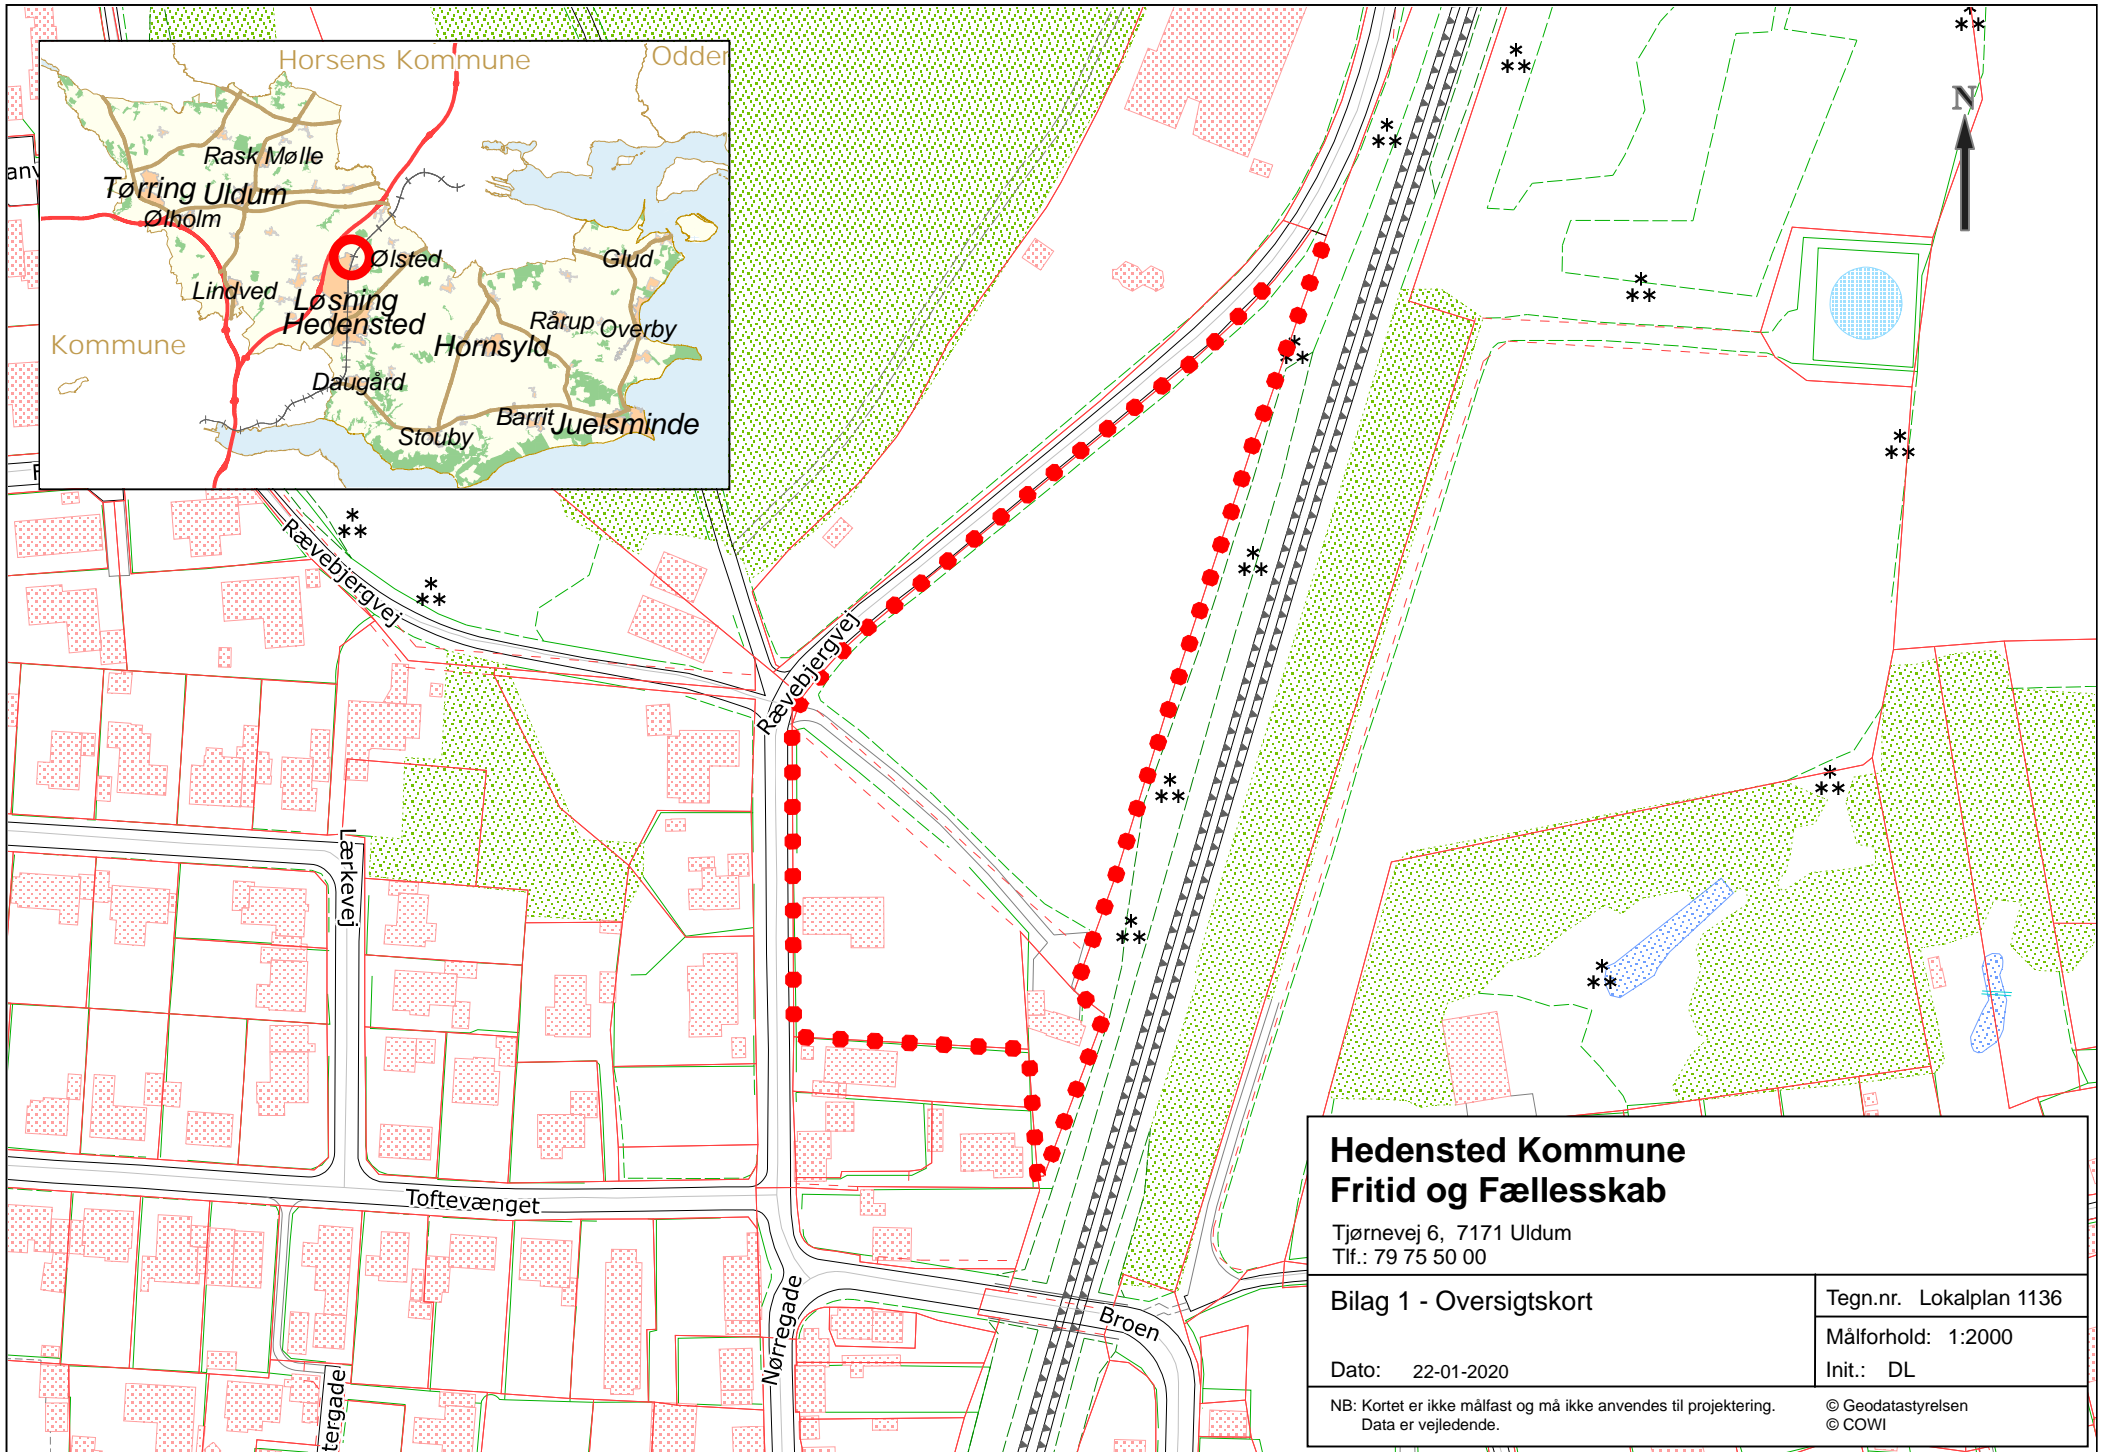 Horsens Kommune
Odder
Rask Mølle
Tørring Uldum
Ølholm
Ølsted
Glud
Lindved
Løsning
Hedensted
Rårup Overby
Kommune
Hornsyld
Daugård
Barrit Juelsminde
Stouby
N
Rævebjergvej
Rævebjergvej
Lærkevej
Toftevænget
Nørregade
Broen
tergade
Hedensted Kommune
Fritid og Fællesskab
Tjørnevej 6, 7171 Uldum
Tlf.: 79 75 50 00
Bilag 1 - Oversigtskort
Tegn.nr. Lokalplan 1136
Målforhold: 1:2000
Dato: 22-01-2020
Init.: DL
NB: Kortet er ikke målfast og må ikke anvendes til projektering.
Data er vejledende.
© Geodatastyrelsen
© COWI